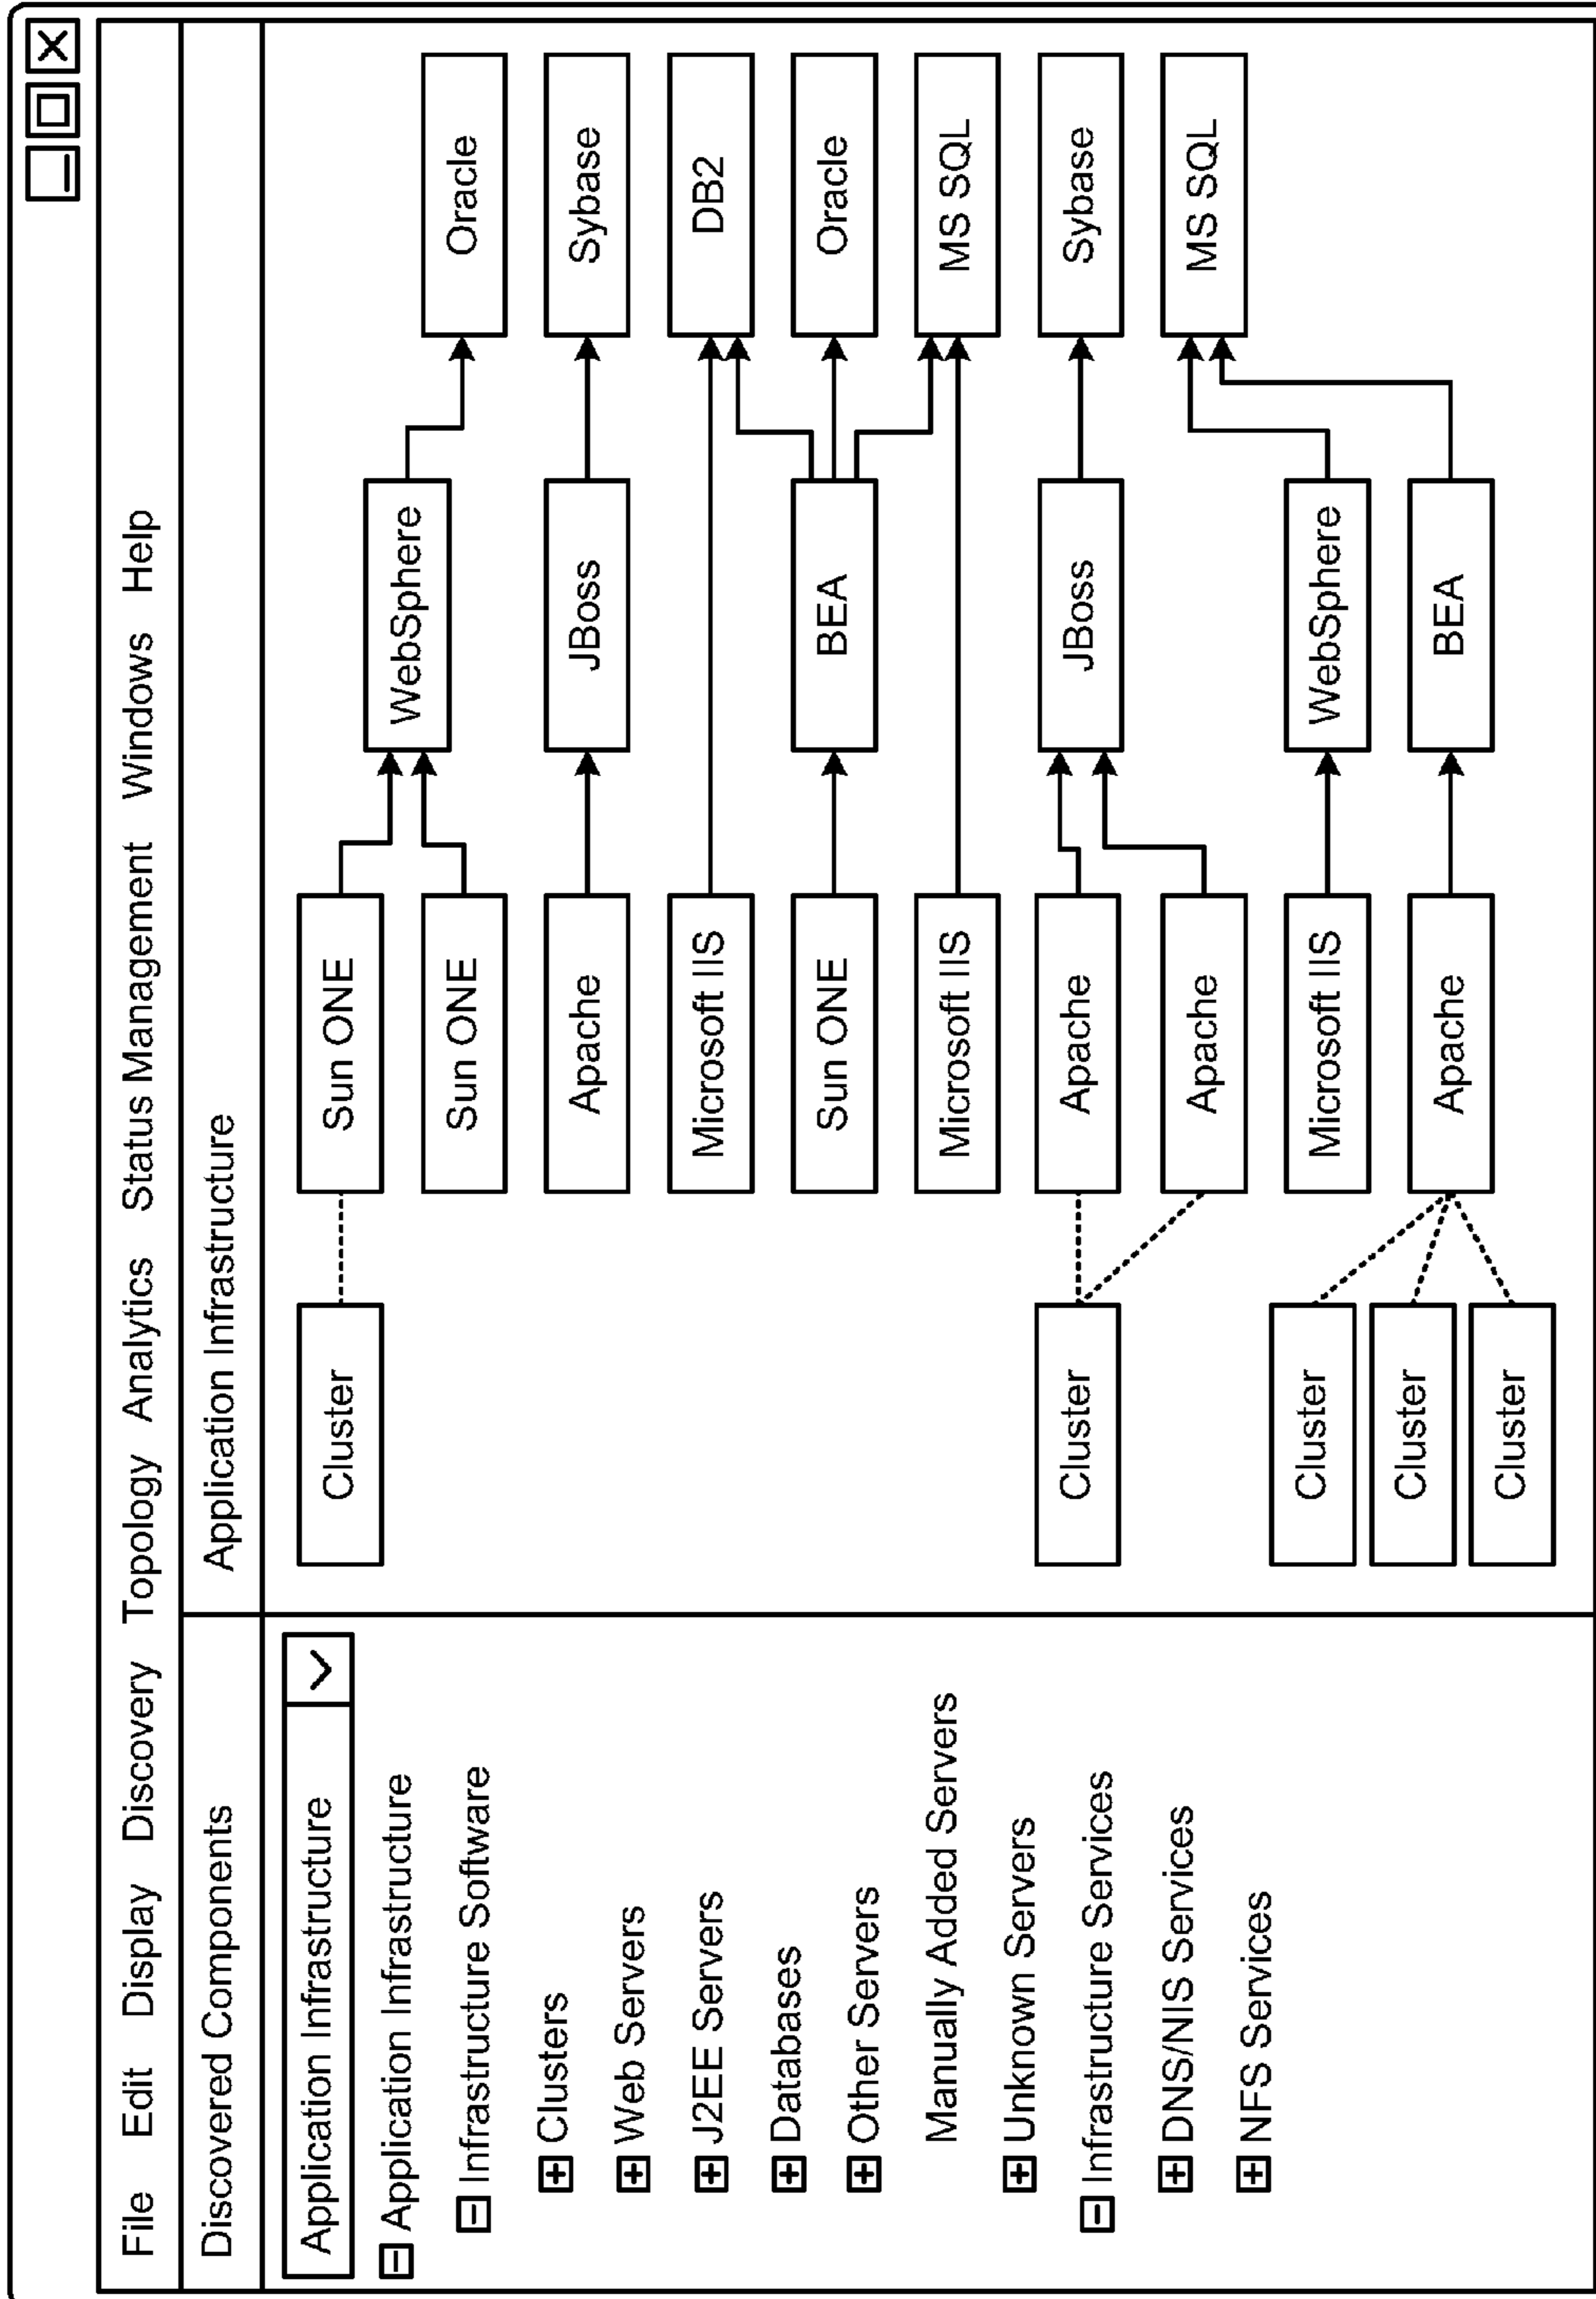 File Edit Display Discovery Topology Analytics Status Management Windows Help
Discovered Components
Application Infrastructure
Application Infrastructure
Application Infrastructure
Infrastructure Software
Clusters
Web Servers
J2EE Servers
Databases
Other Servers
Manually Added Servers
Unknown Servers
Infrastructure Services
DNS/NIS Services
NFS Services
Cluster
Cluster
Cluster
Cluster
Cluster
Sun ONE
Sun ONE
Apache
Microsoft IIS
Sun ONE
Microsoft IIS
Apache
Apache
Microsoft IIS
Apache
WebSphere
JBoss
BEA
JBoss
WebSphere
BEA
Oracle
Sybase
DB2
Oracle
MS SQL
Sybase
MS SQL